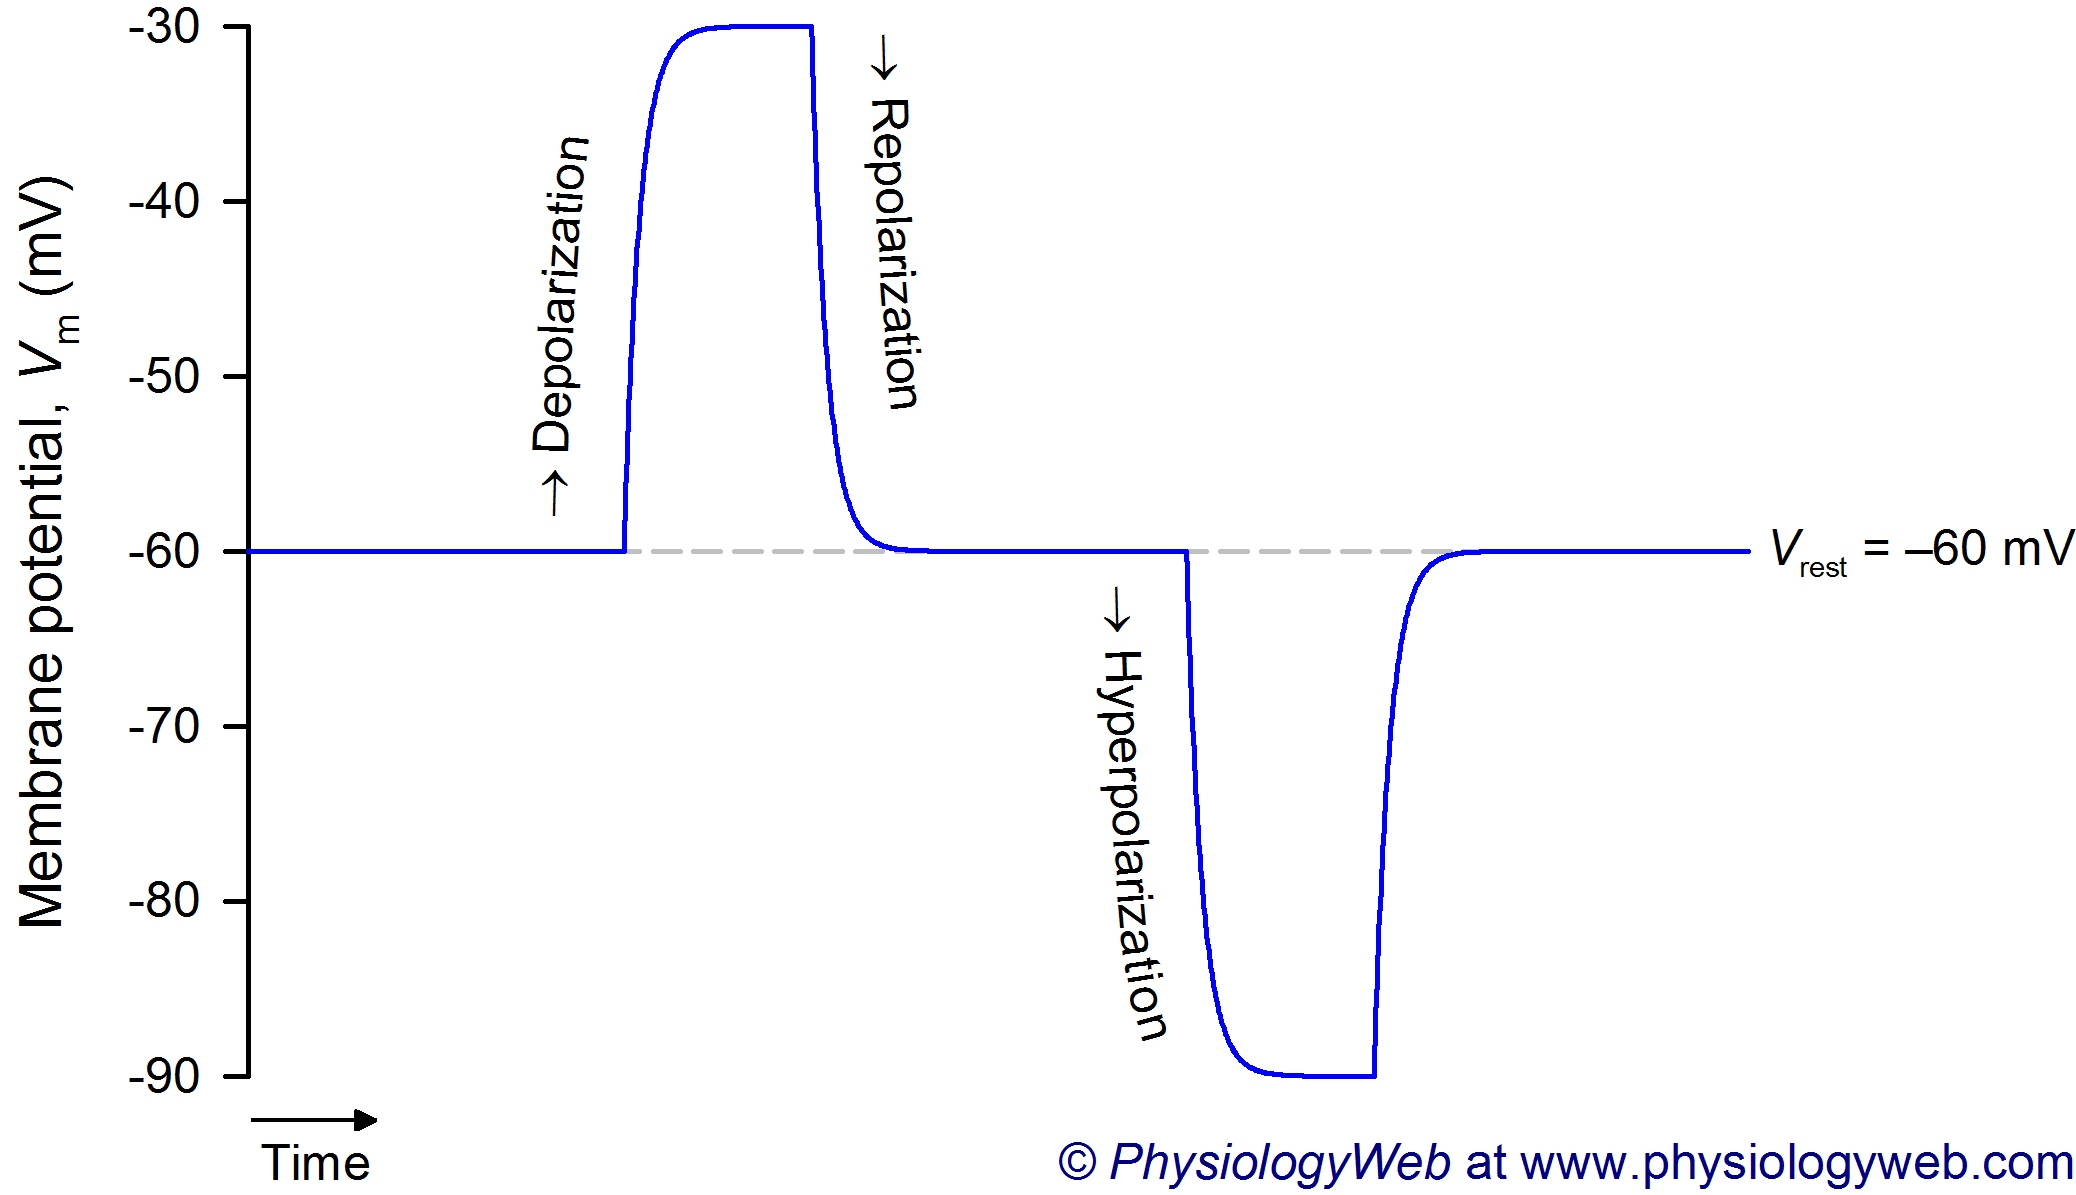 Membrane potential, Vm (mV)
-30
-40
-50
-60
-70
-80
-90
→ Depolarization
→ Repolarization
→ Hyperpolarization
Vrest = –60 mV
Time
© PhysiologyWeb at www.physiologyweb.com